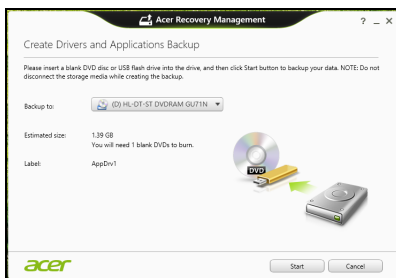 Acer Recovery Management
? _ X
Create Drivers and Applications Backup
Please insert a blank DVD disc or USB flash drive into the drive, and then click Start button to backup your data. NOTE: Do not
disconnect the storage media while creating the backup.
Backup to:
(D) HL-DT-ST DVDRAM GU71N
Estimated size:
1.39 GB
You will need 1 blank DVDs to burn.
Label:
AppDrv1
DVD
acer
Start
Cancel